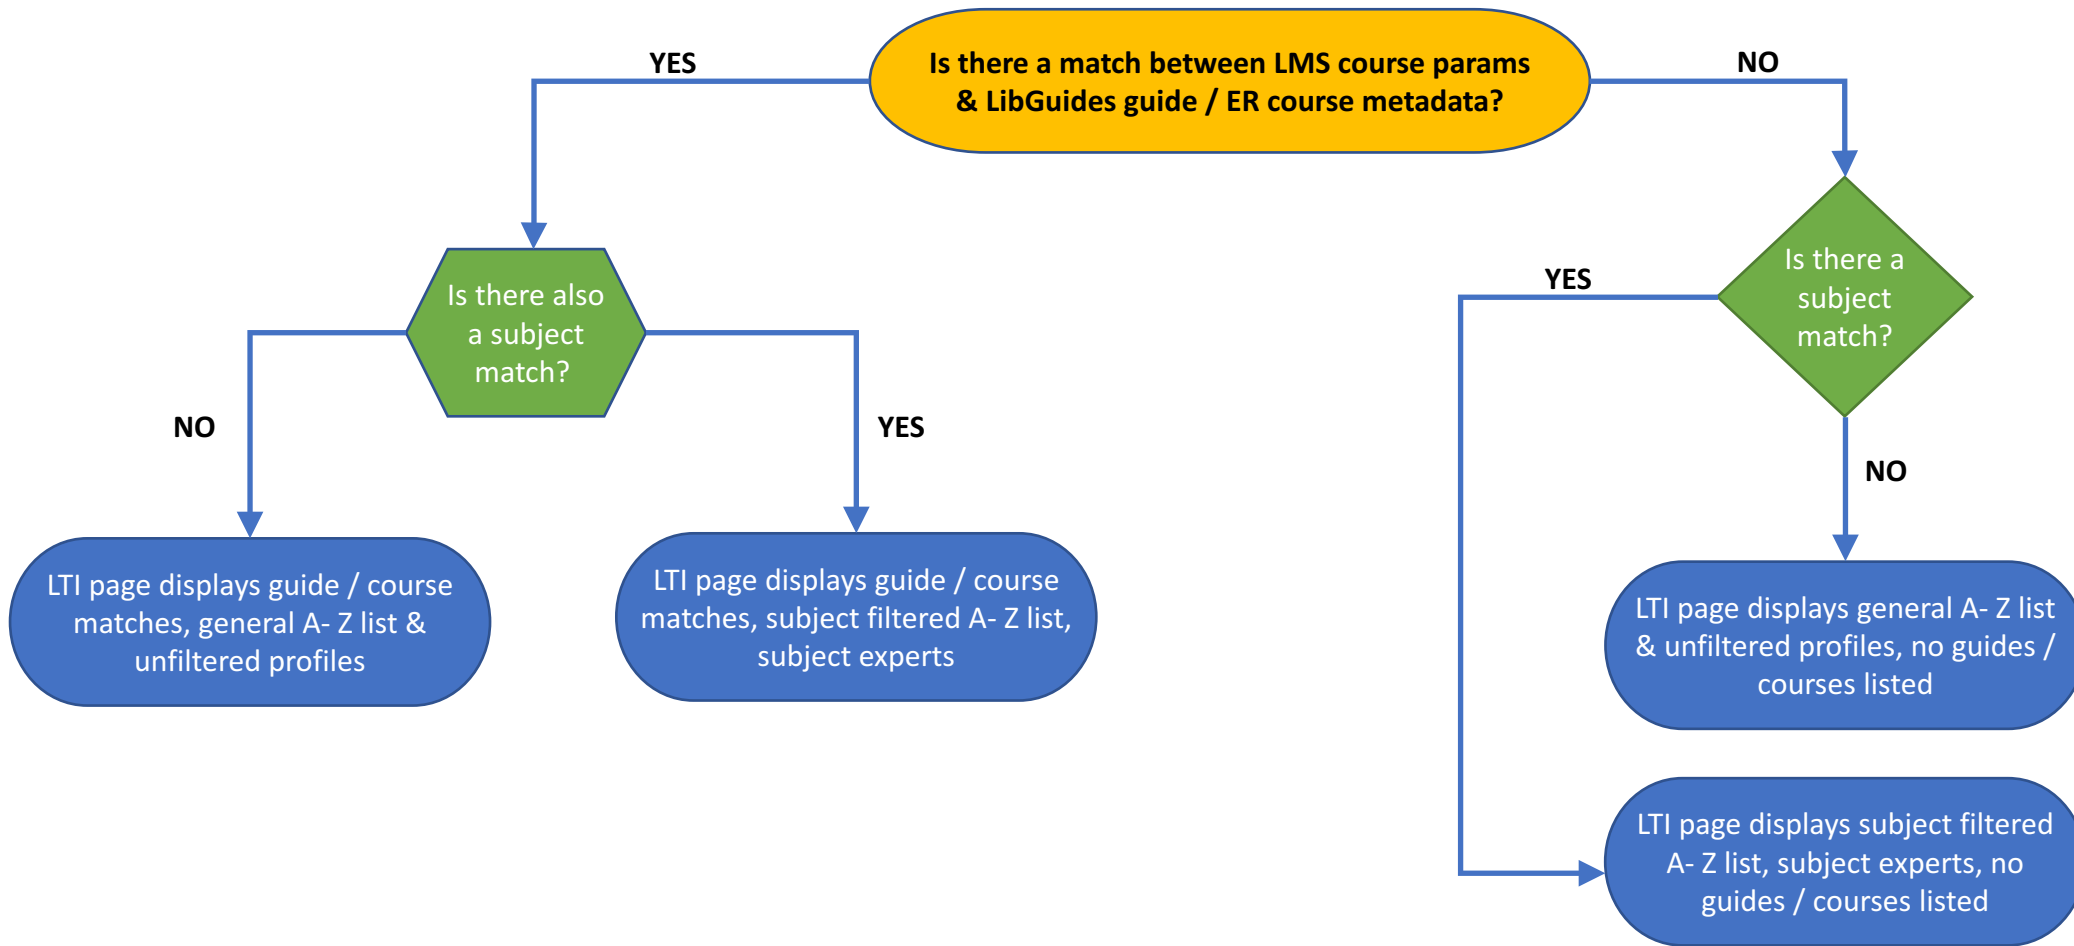 Is there a match between LMS course params
& LibGuides guide / ER course metadata?
YES
NO
Is there also
a subject
match?
NO
YES
Is there a
subject
match?
YES
NO
LTI page displays guide / course
matches, general A- Z list &
unfiltered profiles
LTI page displays guide / course
matches, subject filtered A- Z list,
subject experts
LTI page displays general A- Z list
& unfiltered profiles, no guides /
courses listed
LTI page displays subject filtered
A- Z list, subject experts, no
guides / courses listed